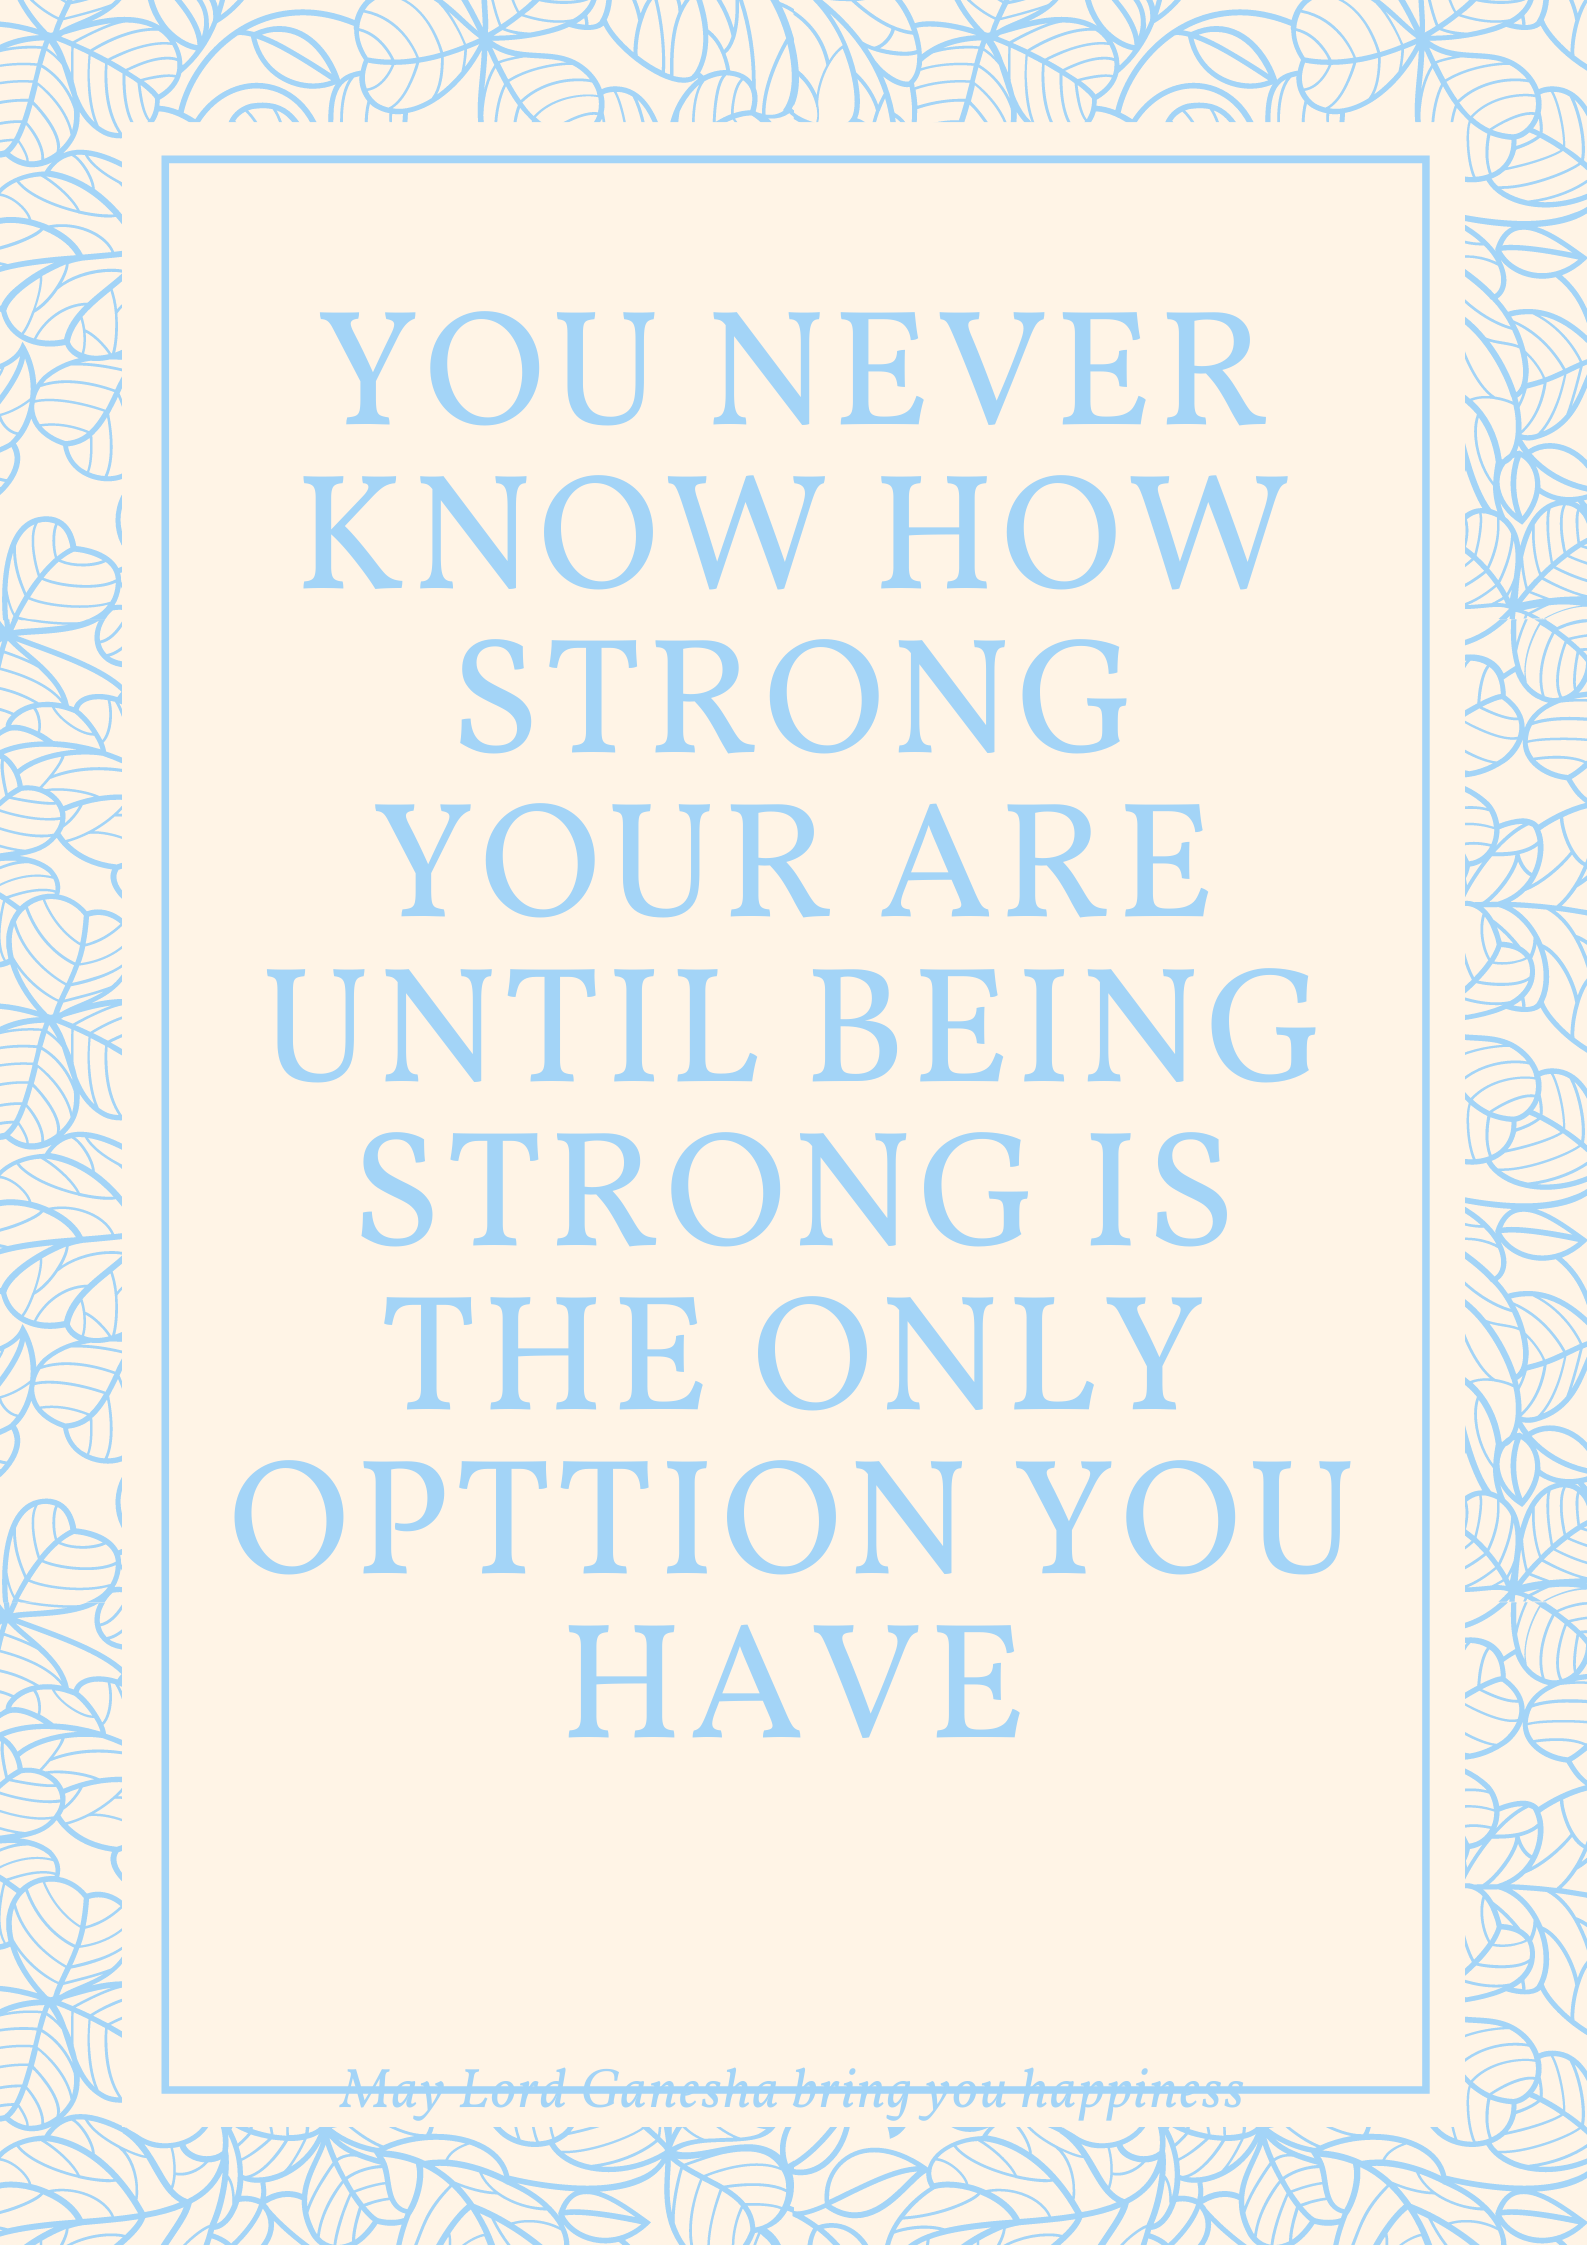 YOU NEVER
KNOW HOW
STRONG
YOUR ARE
UNTIL BEING
STRONG IS
THE ONLY
OPTTION YOU
HAVE
May Lord Ganesha bring you happiness